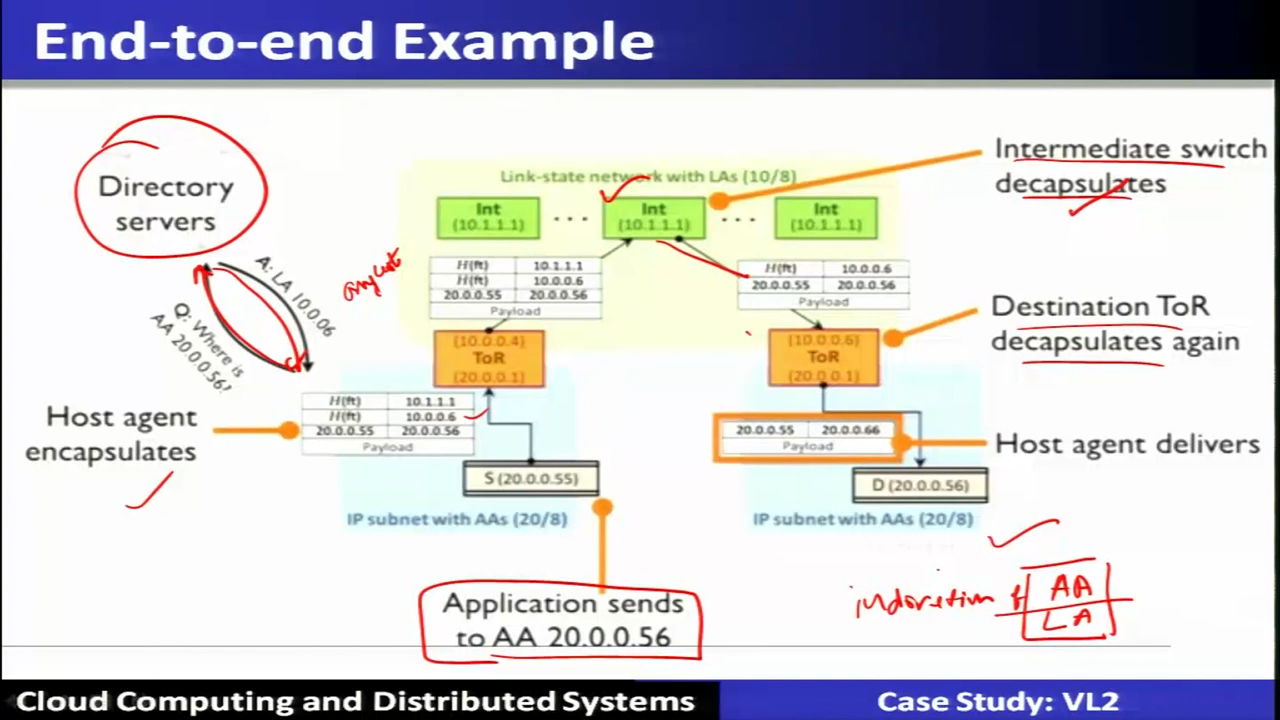 End-to-end Example
Directory
servers
A: LA 10.0.06
Q: Where is
AA 20.0.0.56?
Host agent
encapsulates
anycast
Link-state network with LAs (10/8)
Int
(10.1.1.1)
...
Int
(10.1.1.1)
...
Int
(10.1.1.1)
H(ft) 10.1.1.1
H(ft) 10.0.0.6
20.0.0.55 20.0.0.56
Payload
H(ft) 10.0.0.6
20.0.0.55 20.0.0.56
Payload
(10.0.0.4)
ToR
(20.0.0.1)
(10.0.0.6)
ToR
(20.0.0.1)
H(ft) 10.1.1.1
H(ft) 10.0.0.6
20.0.0.55 20.0.0.56
Payload
20.0.0.55 20.0.0.66
Payload
S (20.0.0.55)
D (20.0.0.56)
IP subnet with AAs (20/8)
IP subnet with AAs (20/8)
Intermediate switch
decapsulates
Destination ToR
decapsulates again
Host agent delivers
Application sends
to AA 20.0.0.56
AA
LA
Cloud Computing and Distributed Systems
Case Study: VL2